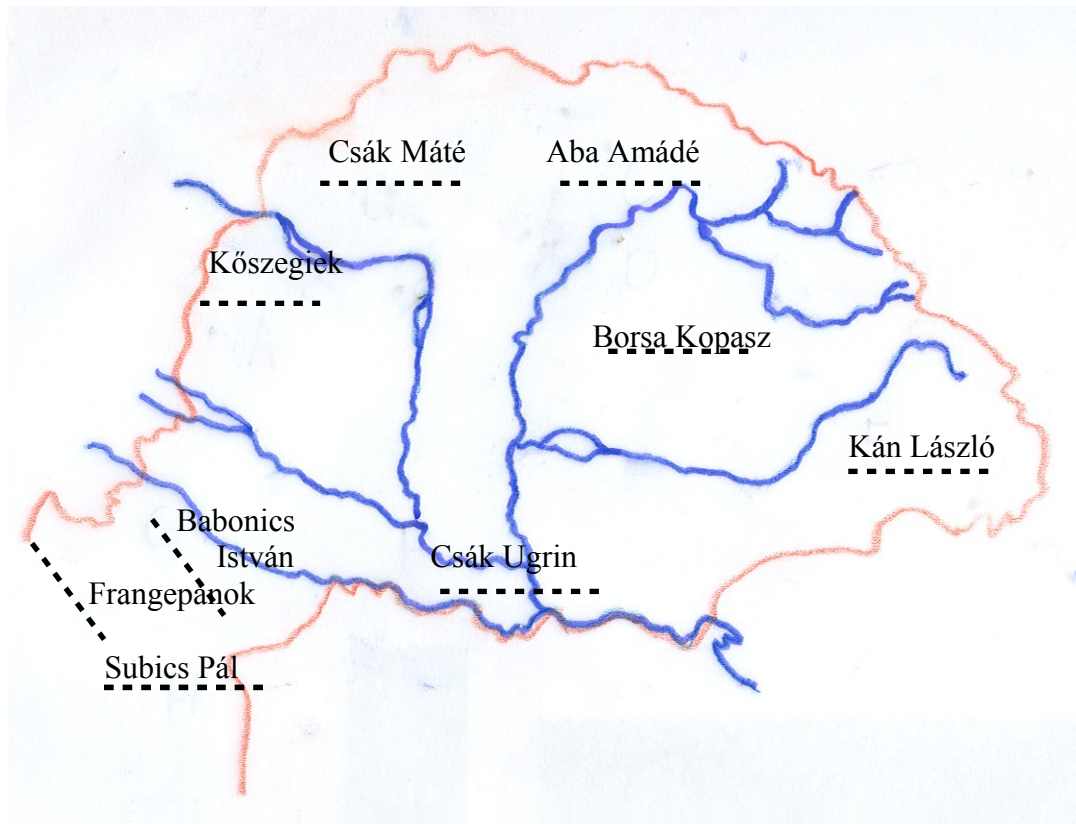 Csák Máté
Aba Amádé
Kőszegiek
Borsa Kopasz
Kán László
Babonics
István
Csák Ugrin
Frangepánok
Subics Pál